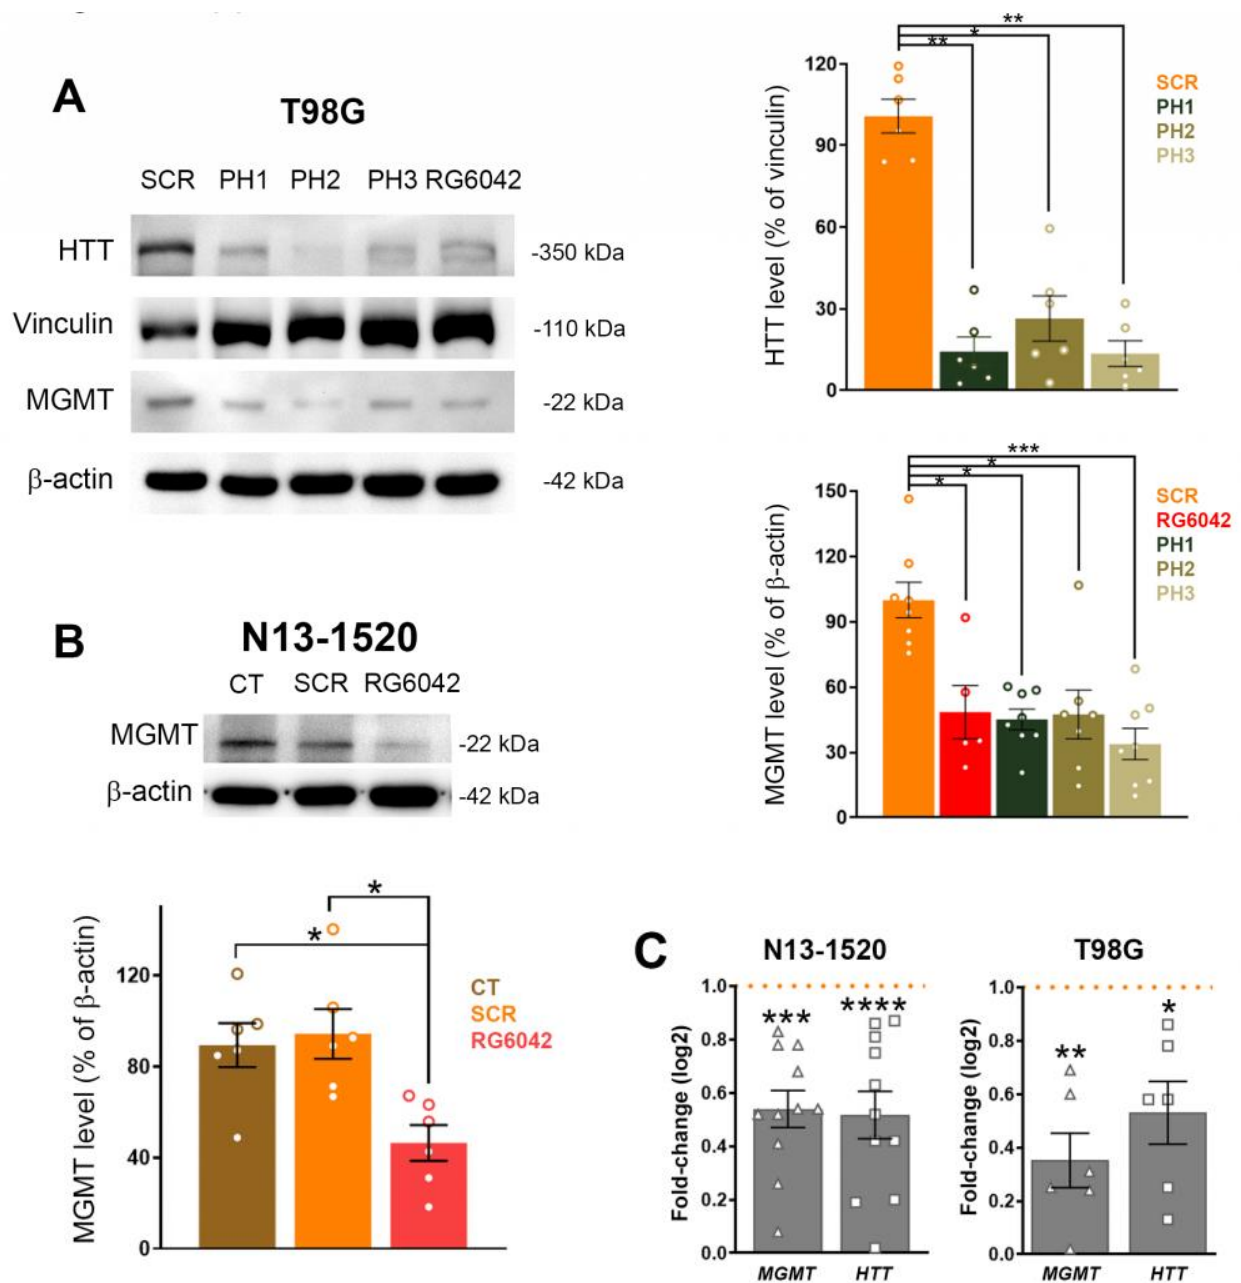 A
T98G
SCR PH1 PH2 PH3 RG6042
HTT -350 kDa
Vinculin -110 kDa
MGMT -22 kDa
β-actin -42 kDa
**
*
**
HTT level (% of vinculin)
120
90
60
30
0
SCR
PH1
PH2
PH3
***
*
*
*
MGMT level (% of β-actin)
150
120
90
60
30
0
SCR
RG6042
PH1
PH2
PH3
B
N13-1520
CT SCR RG6042
MGMT -22 kDa
β-actin -42 kDa
*
*
MGMT level (% of β-actin)
120
80
40
0
CT
SCR
RG6042
C
N13-1520
Fold-change (log2)
1.0
0.8
0.6
0.4
0.2
0.0
*** ****
MGMT HTT
T98G
Fold-change (log2)
1.0
0.8
0.6
0.4
0.2
0.0
** *
MGMT HTT